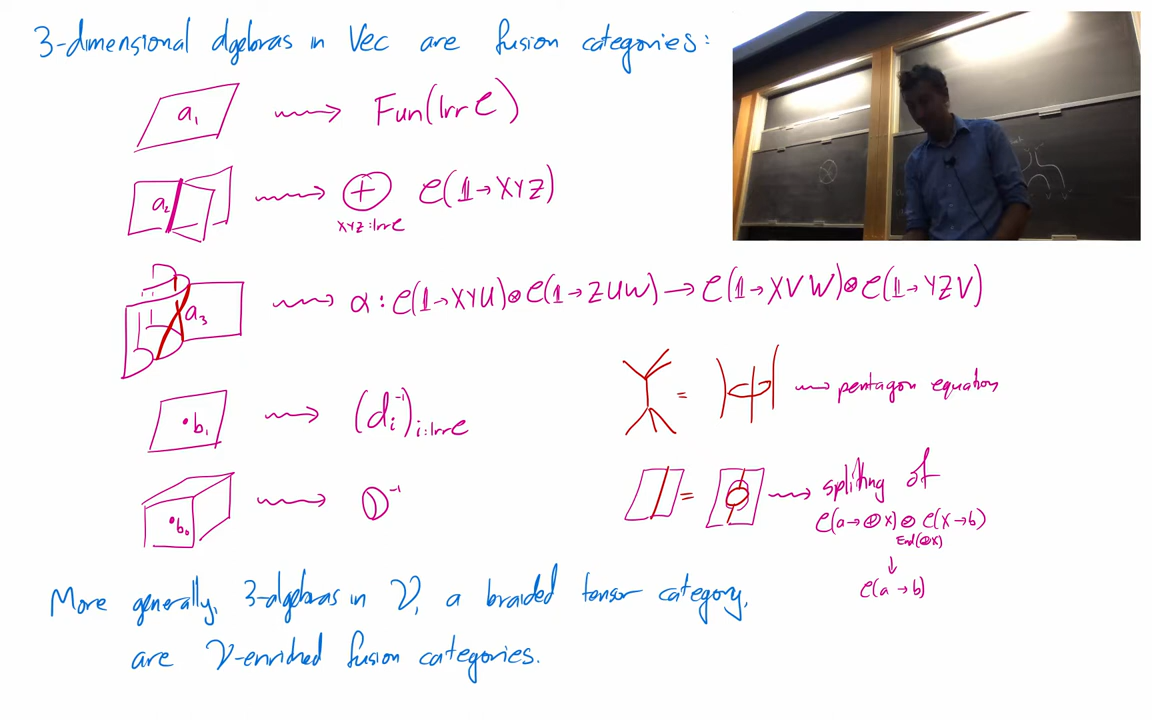 3-dimensional algebras in Vec are fusion categories:
a₁ ⇝ Fun(Irr C)
a₂ ⇝ ⊕ C(𝟙→XYZ)
XYZ:Irr C
a₃ ⇝ α: C(𝟙→XYU)⊗C(𝟙→ZUW)→C(𝟙→XVW)⊗C(𝟙→YZV)
= ⇝ pentagon equation
•b₁ ⇝ (dᵢ⁻¹)i:Irr C
= ⇝ spliting of
C(a→⊕X)⊗C(X→b)
End(⊕X)
↓
C(a→b)
•b₀ ⇝ ⁻¹
More generally, 3-algebras in V, a braided tensor category,
are V-enriched fusion categories.